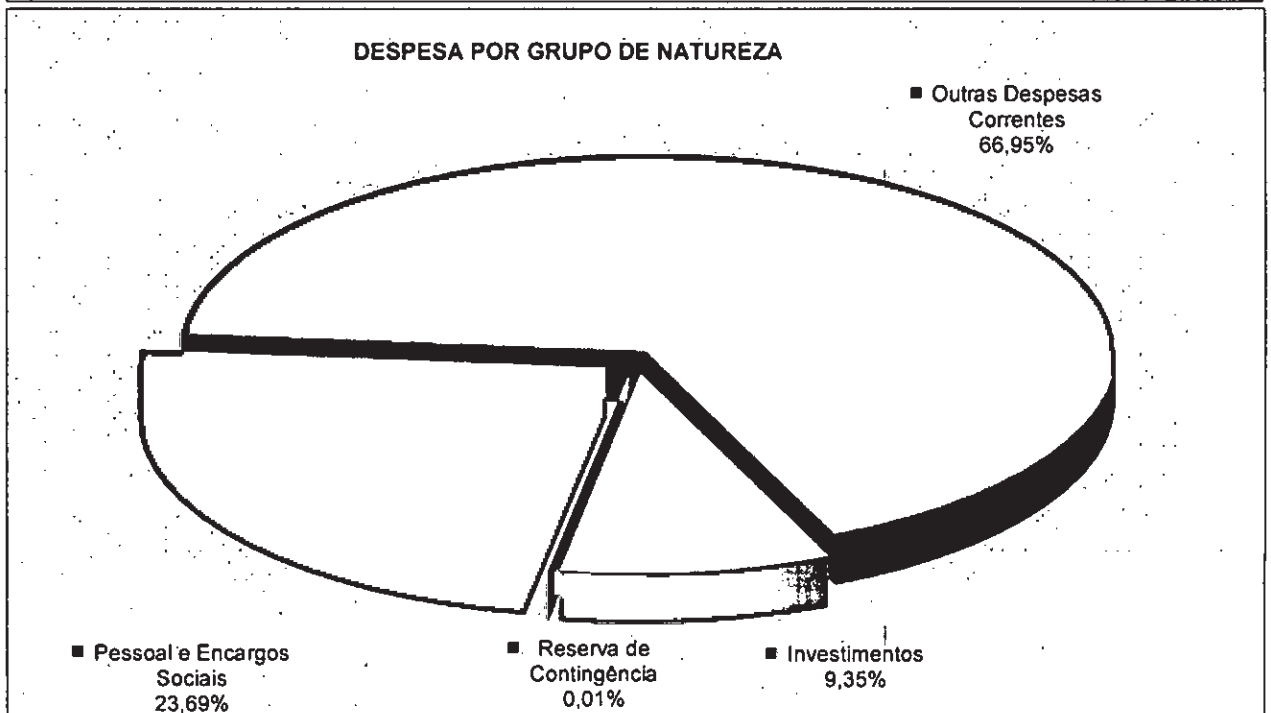 DESPESA POR GRUPO DE NATUREZA
■ Outras Despesas
Correntes
66,95%
■ Pessoal e Encargos
Sociais
23,69%
■ Reserva de
Contingência
0,01%
■ Investimentos
9,35%